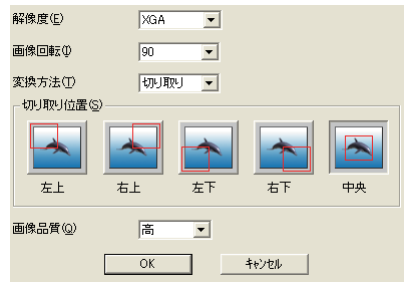 解像度(E) XGA
画像回転(I) 90
変換方法(T) 切り取り
切り取り位置(S)
左上 右上 左下 右下 中央
画像品質(Q) 高
OK キャンセル